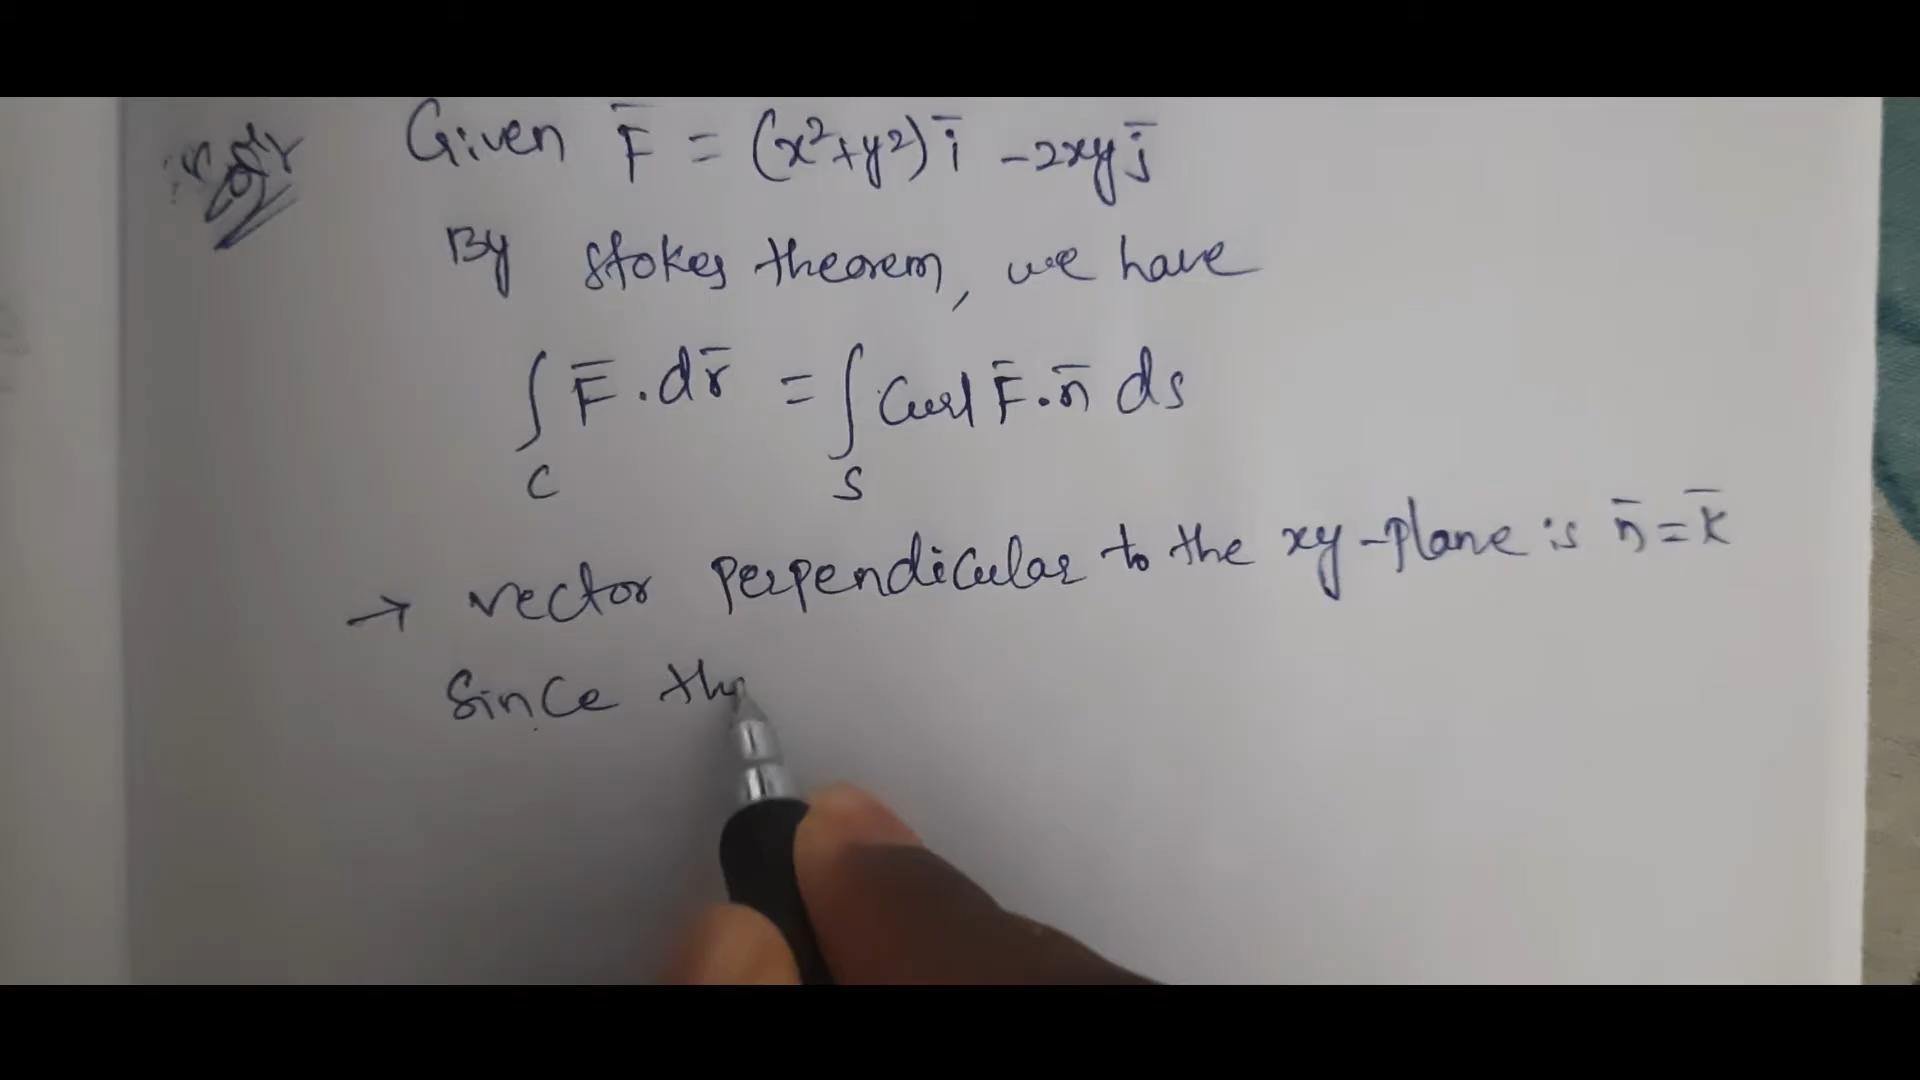 Given F̄ = (x²+y²) ī - 2xy j̄
By stokes theorem, we have
∫_C F̄ . dr̄ = ∫_S Curl F̄ . n̄ ds
→ vector perpendicular to the xy-plane is n̄ = k̄
Since the